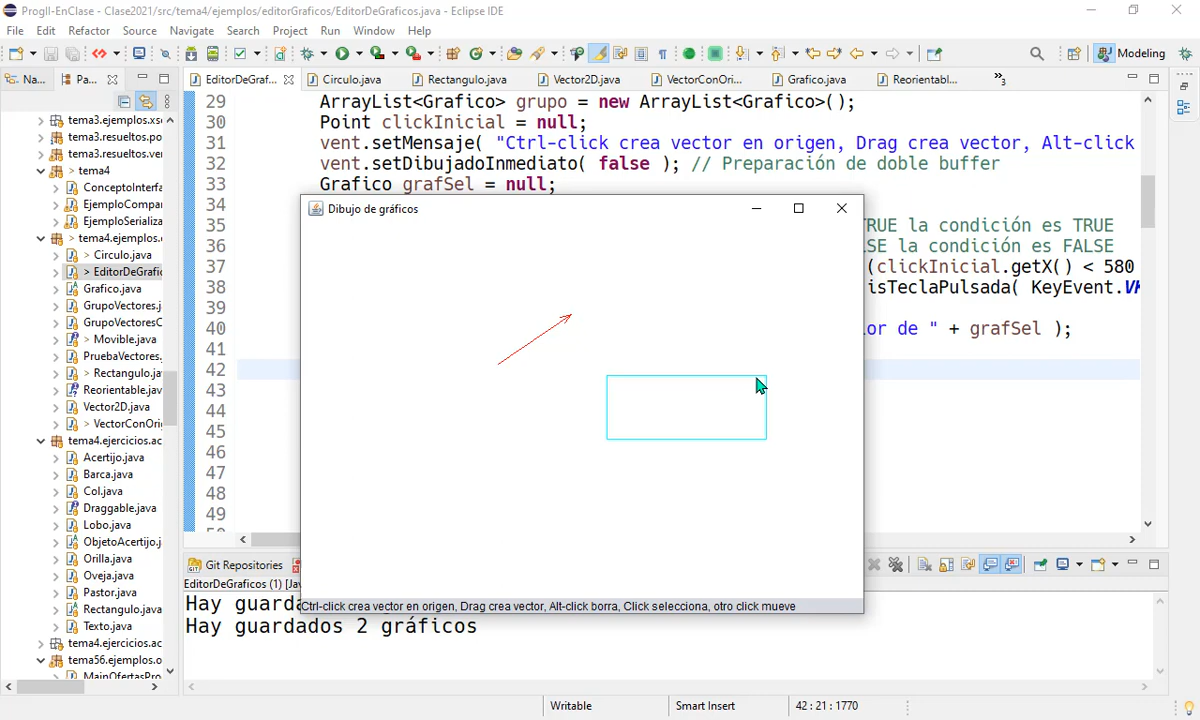 ProgII-EnClase - Clase2021/src/tema4/ejemplos/editorGraficos/EditorDeGraficos.java - Eclipse IDE
File Edit Refactor Source Navigate Search Project Run Window Help
Modeling
Na... Pa...
EditorDeGraf... Circulo.java Rectangulo.java Vector2D.java VectorConOri... Grafico.java Reorientabl... 3
tema3.ejemplos.xs
tema3.resueltos.po
tema3.resueltos.ver
> tema4
ConceptoInterfa
EjemploCompar
EjemploSerializa
> tema4.ejemplos.
> Circulo.java
> EditorDeGrafic
Grafico.java
GrupoVectores.j
GrupoVectoresC
> Movible.java
PruebaVectores.
> Rectangulo.ja
Reorientable.jav
Vector2D.java
> VectorConOri
tema4.ejercicios.ac
Acertijo.java
Barca.java
Col.java
Draggable.java
Lobo.java
ObjetoAcertijo.j
Orilla.java
Oveja.java
Pastor.java
Rectangulo.java
Texto.java
tema4.ejercicios.ac
tema56.ejemplos.o
MainOfertasPro
29 ArrayList<Grafico> grupo = new ArrayList<Grafico>();
30 Point clickInicial = null;
31 vent.setMensaje( "Ctrl-click crea vector en origen, Drag crea vector, Alt-click
32 vent.setDibujadoInmediato( false ); // Preparación de doble buffer
33 Grafico grafSel = null;
34
35 TRUE la condición es TRUE
36 LSE la condición es FALSE
37 (clickInicial.getX() < 580
38 isTeclaPulsada( KeyEvent.VK
39
40 lor de " + grafSel );
41
42
43
44
45
46
47
48
49
Dibujo de gráficos
Ctrl-click crea vector en origen, Drag crea vector, Alt-click borra, Click selecciona, otro click mueve
Git Repositories
EditorDeGraficos (1) [Jav
Hay guarda
Hay guardados 2 gráficos
Writable Smart Insert 42 : 21 : 1770